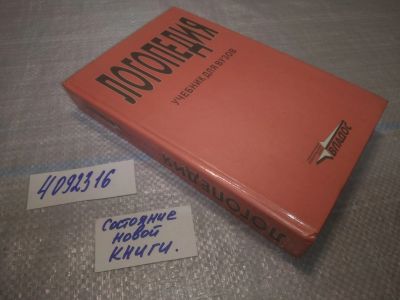 ЛОГОПЕДИЯ
УЧЕБНИК ДЛЯ ВУЗОВ
ВЛАДОС
ЛОГОПЕДИЯ
4092316
Состояние
новой
книги.